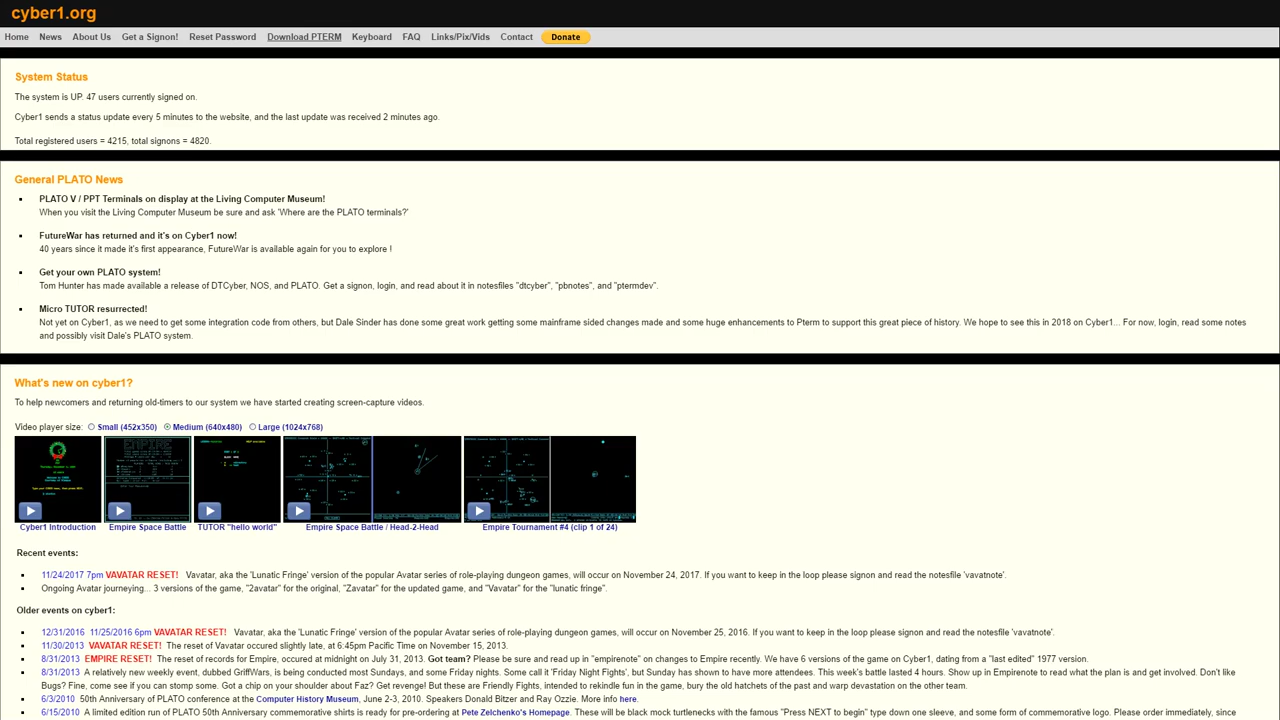 cyber1.org
Home News About Us Get a Signon! Reset Password Download PTERM Keyboard FAQ Links/Pix/Vids Contact Donate
System Status
The system is UP. 47 users currently signed on.
Cyber1 sends a status update every 5 minutes to the website, and the last update was received 2 minutes ago.
Total registered users = 4215, total signons = 4820.
General PLATO News
PLATO V / PPT Terminals on display at the Living Computer Museum!
When you visit the Living Computer Museum be sure and ask 'Where are the PLATO terminals?'
FutureWar has returned and it's on Cyber1 now!
40 years since it made it's first appearance, FutureWar is available again for you to explore !
Get your own PLATO system!
Tom Hunter has made available a release of DTCyber, NOS, and PLATO. Get a signon, login, and read about it in notesfiles "dtcyber", "pbnotes", and "ptermdev".
Micro TUTOR resurrected!
Not yet on Cyber1, as we need to get some integration code from others, but Dale Sinder has done some great work getting some mainframe sided changes made and some huge enhancements to Pterm to support this great piece of history. We hope to see this in 2018 on Cyber1... For now, login, read some notes
and possibly visit Dale's PLATO system.
What's new on cyber1?
To help newcomers and returning old-timers to our system we have started creating screen-capture videos.
Video player size: Small (452x350) Medium (640x480) Large (1024x768)
EMPIRE
Cyber1 Introduction Empire Space Battle TUTOR "hello world" Empire Space Battle / Head-2-Head Empire Tournament #4 (clip 1 of 24)
Recent events:
11/24/2017 7pm VAVATAR RESET! Vavatar, aka the 'Lunatic Fringe' version of the popular Avatar series of role-playing dungeon games, will occur on November 24, 2017. If you want to keep in the loop please signon and read the notesfile 'vavatnote'.
Ongoing Avatar journeying... 3 versions of the game, "2avatar" for the original, "Zavatar" for the updated game, and "Vavatar" for the "lunatic fringe".
Older events on cyber1:
12/31/2016 11/25/2016 6pm VAVATAR RESET! Vavatar, aka the 'Lunatic Fringe' version of the popular Avatar series of role-playing dungeon games, will occur on November 25, 2016. If you want to keep in the loop please signon and read the notesfile 'vavatnote'.
11/30/2013 VAVATAR RESET! The reset of Vavatar occured slightly late, at 6:45pm Pacific Time on November 15, 2013.
8/31/2013 EMPIRE RESET! The reset of records for Empire, occured at midnight on July 31, 2013. Got team? Please be sure and read up in "empirenote" on changes to Empire recently. We have 6 versions of the game on Cyber1, dating from a "last edited" 1977 version.
8/31/2013 A relatively new weekly event, dubbed GriffWars, is being conducted most Sundays, and some Friday nights. Some call it 'Friday Night Fights', but Sunday has shown to have more attendees. This week's battle lasted 4 hours. Show up in Empirenote to read what the plan is and get involved. Don't like
Bugs? Fine, come see if you can stomp some. Got a chip on your shoulder about Faz? Get revenge! But these are Friendly Fights, intended to rekindle fun in the game, bury the old hatchets of the past and warp devastation on the other team.
6/3/2010 50th Anniversary of PLATO conference at the Computer History Museum, June 2-3, 2010. Speakers Donald Bitzer and Ray Ozzie. More info here.
6/15/2010 A limited edition run of PLATO 50th Anniversary commemorative shirts is ready for pre-ordering at Pete Zelchenko's Homepage. These will be black mock turtlenecks with the famous "Press NEXT to begin" type down one sleeve, and some form of commemorative logo. Please order immediately, since